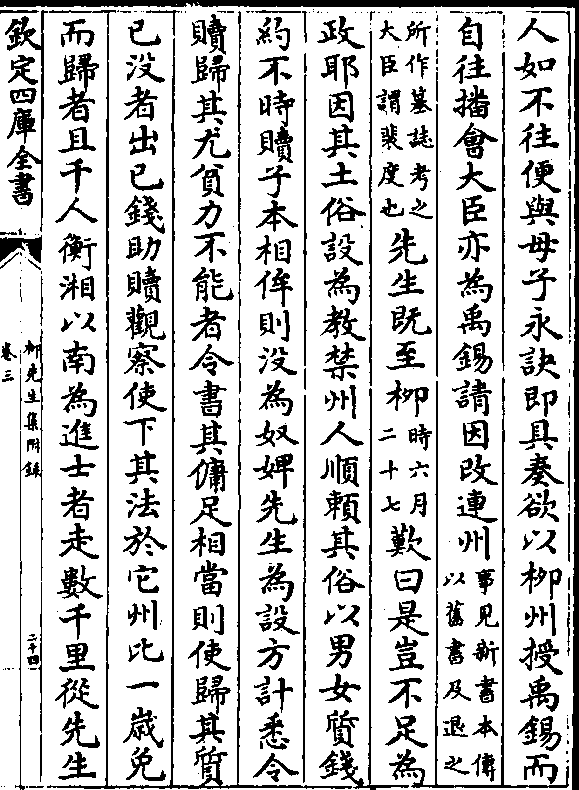 人如不往便與母子永訣即具奏欲以柳州授禹錫而
自往播會大臣亦為禹錫請因改連州事見新書本傳以舊書及退之
所作墓誌考之大臣謂裴度也先生既至柳時六月二十七歎曰是豈不足為
政耶因其土俗設為教禁州人順頼其俗以男女質錢
約不時贖子本相侔則没為奴婢先生為設方計悉令
贖歸其尤貧力不能者令書其傭足相當則使歸其質
已没者出已錢助贖觀察使下其法於它州比一嵗免
而歸者且千人衡湘以南為進士者走數千里從先生
欽定四庫全書
柳先生集附録
卷三
二十四